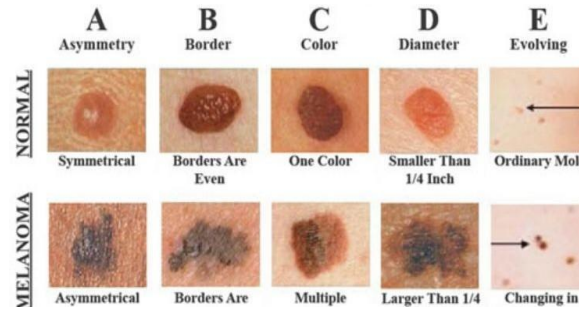 A B C D E
Asymmetry Border Color Diameter Evolving
NORMAL
Symmetrical Borders Are Even One Color Smaller Than 1/4 Inch Ordinary Mol
MELANOMA
Asymmetrical Borders Are Multiple Larger Than 1/4 Changing in